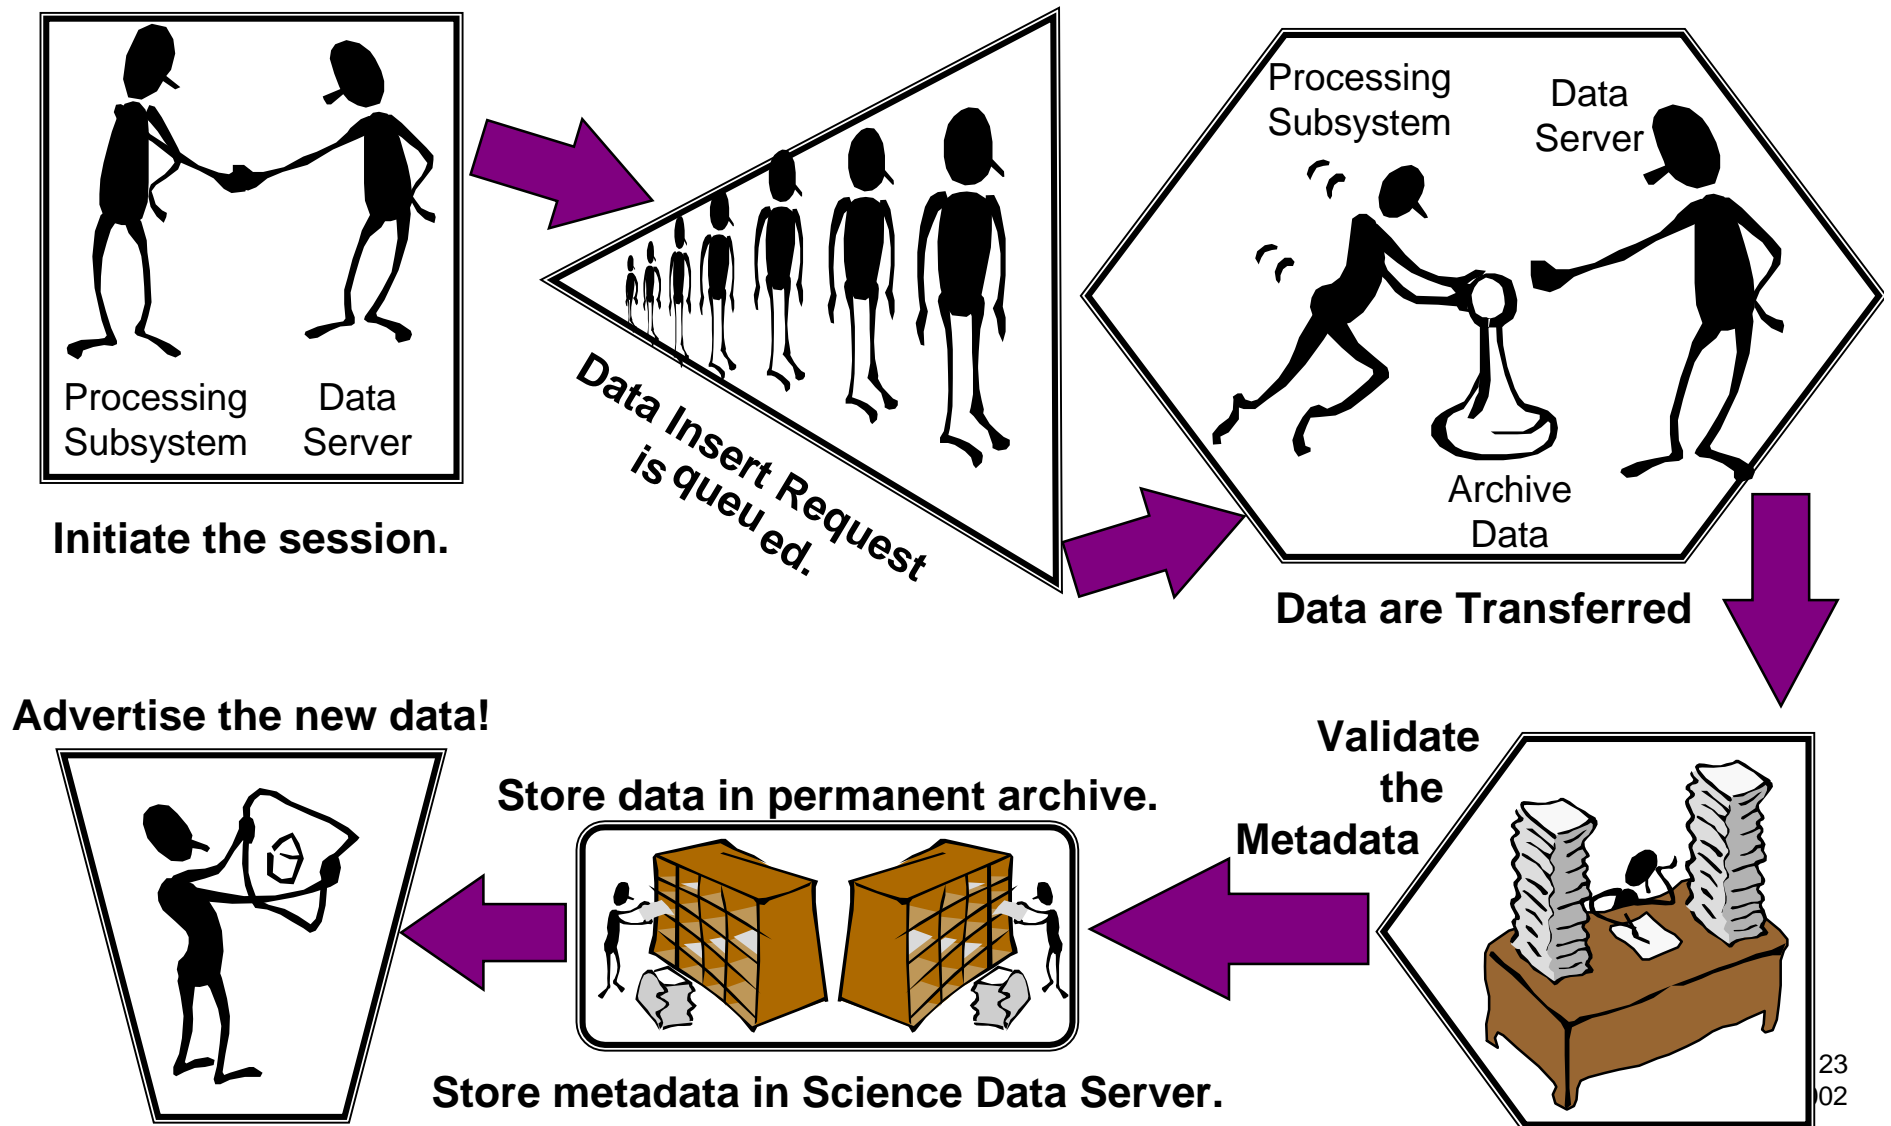 Processing
Subsystem
Data
Server
Initiate the session.
Data Insert Request
is queu ed.
Processing
Subsystem
Data
Server
Archive
Data
Data are Transferred
Validate
the
Metadata
Store data in permanent archive.
Store metadata in Science Data Server.
Advertise the new data!
23